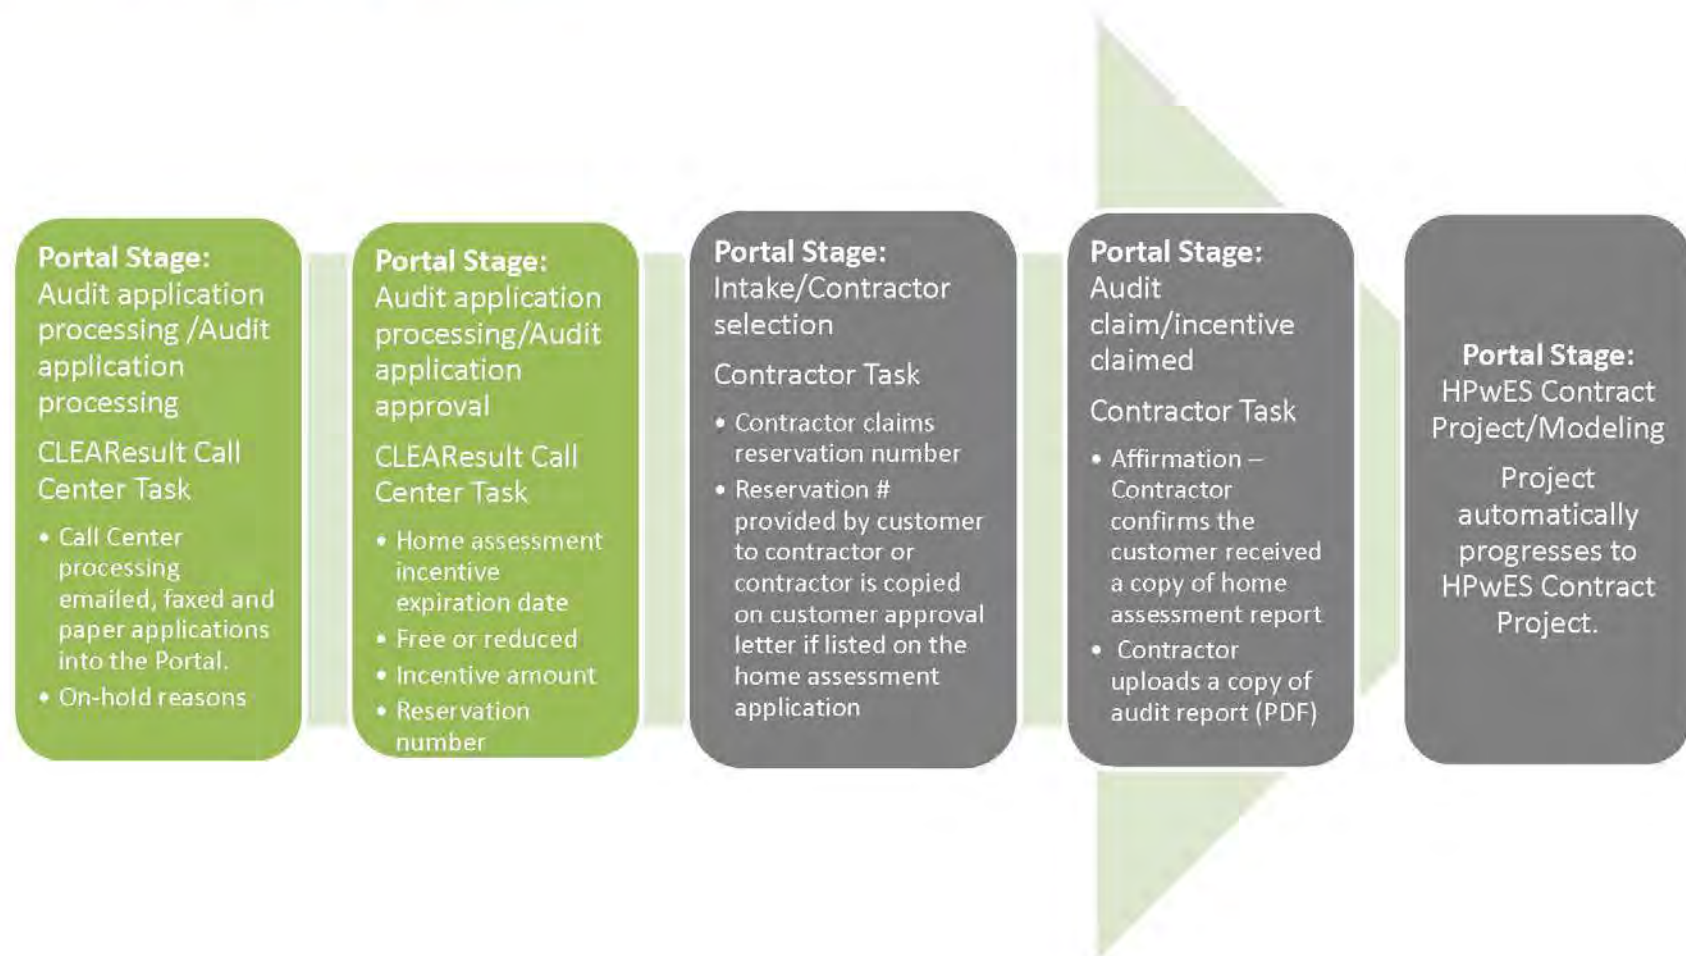 Portal Stage:
Audit application
processing /Audit
application
processing
CLEAResult Call
Center Task
• Call Center
processing
emailed, faxed and
paper applications
into the Portal.
• On-hold reasons
Portal Stage:
Audit application
processing/Audit
application
approval
CLEAResult Call
Center Task
• Home assessment
incentive
expiration date
• Free or reduced
• Incentive amount
• Reservation
number
Portal Stage:
Intake/Contractor
selection
Contractor Task
• Contractor claims
reservation number
• Reservation #
provided by customer
to contractor or
contractor is copied
on customer approval
letter if listed on the
home assessment
application
Portal Stage:
Audit
claim/incentive
claimed
Contractor Task
• Affirmation –
Contractor
confirms the
customer received
a copy of home
assessment report
• Contractor
uploads a copy of
audit report (PDF)
Portal Stage:
HPwES Contract
Project/Modeling
Project
automatically
progresses to
HPwES Contract
Project.